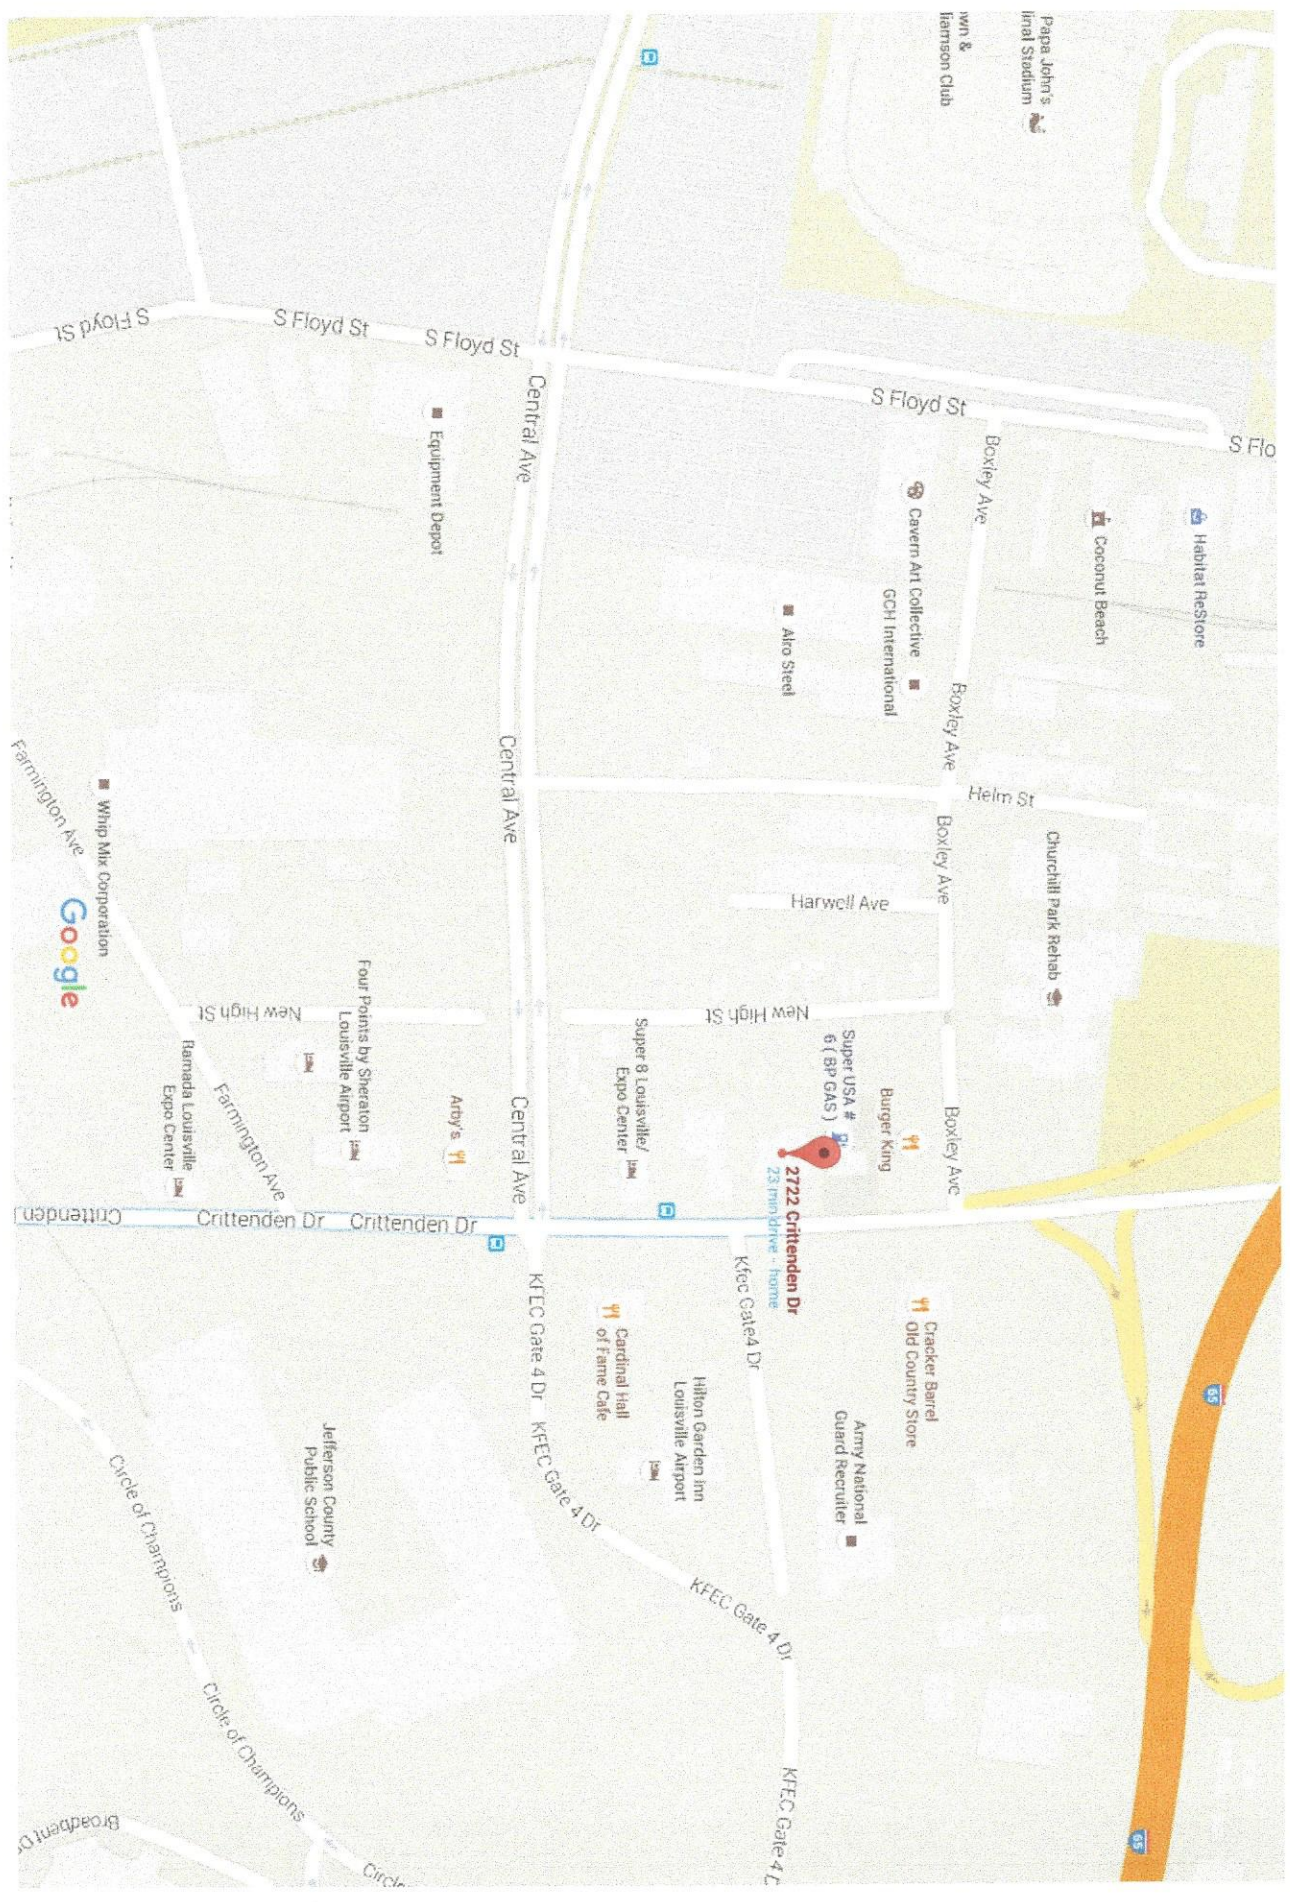 S Flo
Habitat ReStore
65
65
Coconut Beach
Papa John's
linal Stadium
Churchill Park Rehab
Helm St
Boxley Ave
Boxley Ave
Boxley Ave
Boxley Ave
wn &
liamson Club
S Floyd St
Cavern Art Collective
GCH International
Burger King
Cracker Barrel
Old Country Store
Harwell Ave
Super USA #
6 ( BP GAS )
Army National
Guard Recruiter
Alro Steel
New High St
2722 Crittenden Dr
23 min drive - home
Kfec Gate4 Dr
KFEC Gate 4 Dr
KFEC Gate 4 D
Hilton Garden Inn
Louisville Airport
Super 8 Louisville/
Expo Center
Cardinal Hall
of Fame Cafe
Central Ave
Central Ave
Central Ave
KFEC Gate 4 Dr
KFEC Gate 4 Dr
S Floyd St
Equipment Depot
Arby's
Crittenden Dr
S Floyd St
Four Points by Sheraton
Louisville Airport
Crittenden Dr
Jefferson County
Public School
New High St
Farmington Ave
Ramada Louisville
Expo Center
Circle of Champions
Circle of Champions
Circle
S Floyd St
Whip Mix Corporation
Farmington Ave
Crittenden
Broadbent D
Google